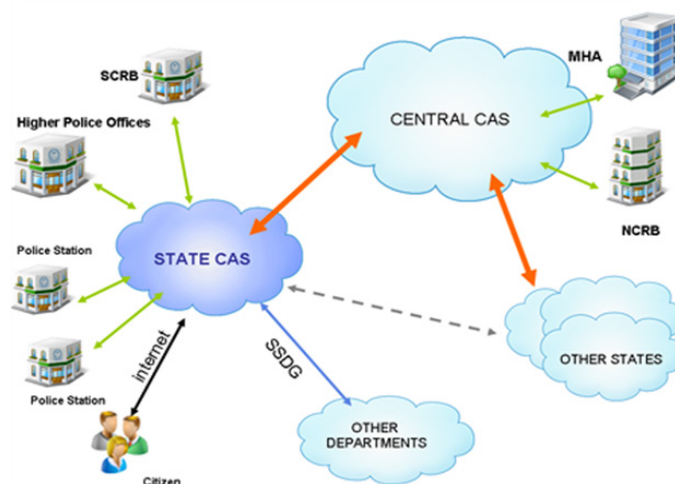 SCRB
MHA
Higher Police Offices
CENTRAL CAS
NCRB
Police Station
STATE CAS
SSDG
internet
OTHER STATES
Police Station
OTHER
DEPARTMENTS
Citizen